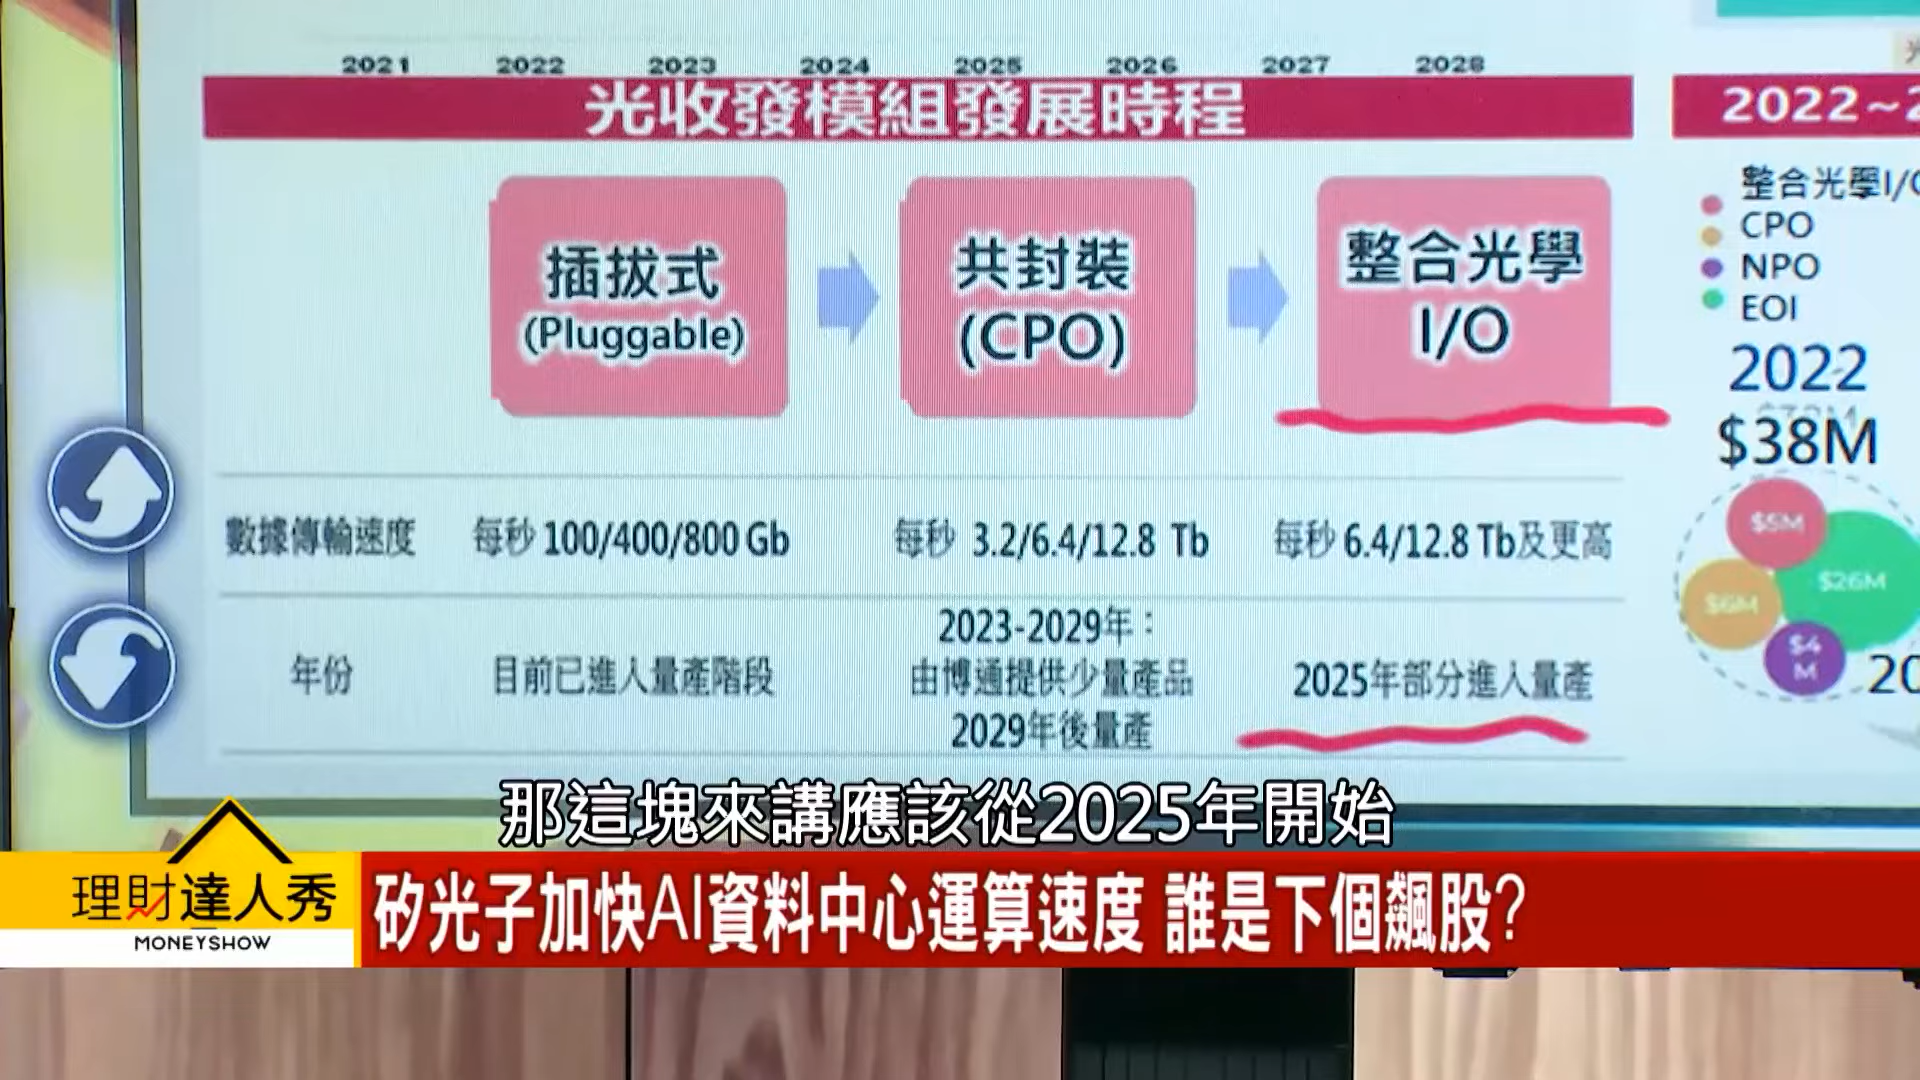 2021 2022 2023 2024 2025 2026 2027 2028
光收發模組發展時程
插拔式
(Pluggable)
共封裝
(CPO)
整合光學
I/O
數據傳輸速度 每秒 100/400/800 Gb 每秒 3.2/6.4/12.8 Tb 每秒 6.4/12.8 Tb及更高
年份 目前已進入量產階段
2023-2029年：
由博通提供少量產品
2029年後量產
2025年部分進入量產
2022~2
整合光學I/O
CPO
NPO
EOI
2022
$38M
$5M
$26M
$6M
$4
M
20
那這塊來講應該從2025年開始
理財達人秀
MONEYSHOW
矽光子加快AI資料中心運算速度 誰是下個飆股?